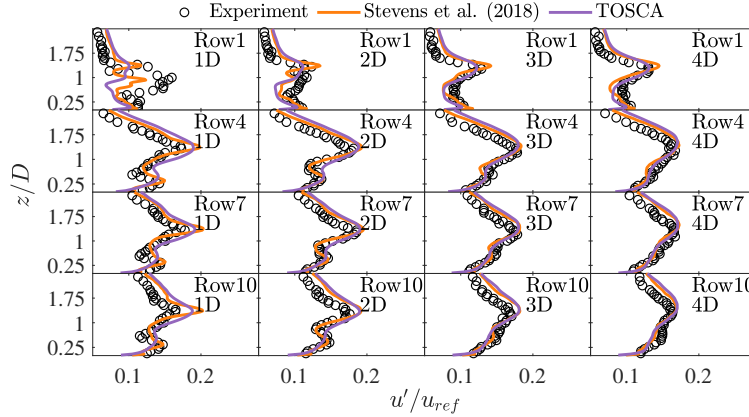 Experiment Stevens et al. (2018) TOSCA
1.75 Row1 Row1 Row1 Row1
1 1D 2D 3D 4D
0.25
1.75 Row4 Row4 Row4 Row4
1 1D 2D 3D 4D
0.25
z/D
1.75 Row7 Row7 Row7 Row7
1 1D 2D 3D 4D
0.25
1.75 Row10 Row10 Row10 Row10
1 1D 2D 3D 4D
0.25
0.1 0.2 0.1 0.2 0.1 0.2 0.1 0.2
u'/u_ref